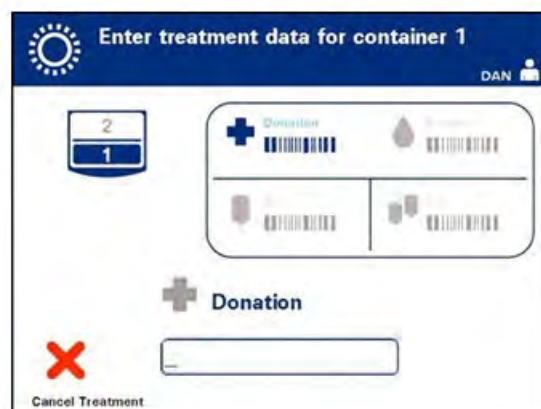 Enter treatment data for container 1
DAN
2
1
Donation
Donation
Cancel Treatment